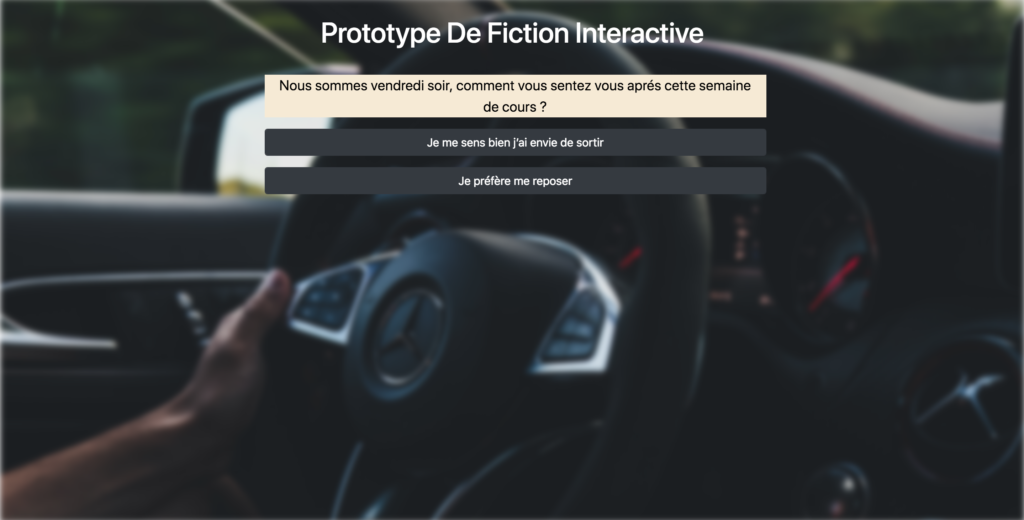 Prototype De Fiction Interactive
Nous sommes vendredi soir, comment vous sentez vous aprés cette semaine
de cours ?
Je me sens bien j'ai envie de sortir
Je préfère me reposer